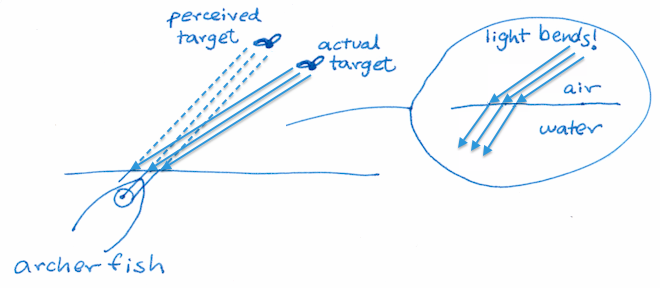 perceived
target
actual
target
light bends!
air
water
archer fish